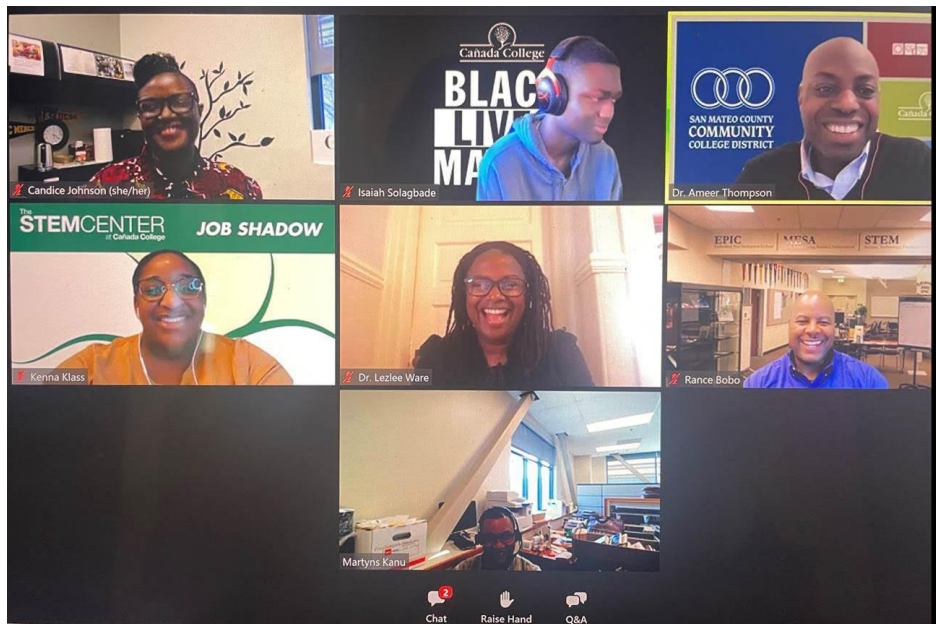 Candice Johnson (she/her)
Cañada College
BLAC
LIV
MA
Isaiah Solagbade
SAN MATEO COUNTY
COMMUNITY
COLLEGE DISTRICT
Cañada
Dr. Ameer Thompson
The
STEMCENTER
at Cañada College
JOB SHADOW
Kenna Klass
Dr. Lezlee Ware
EPIC
MESA
STEM
Rance Bobo
Martyns Kanu
2
Chat
Raise Hand
Q&A